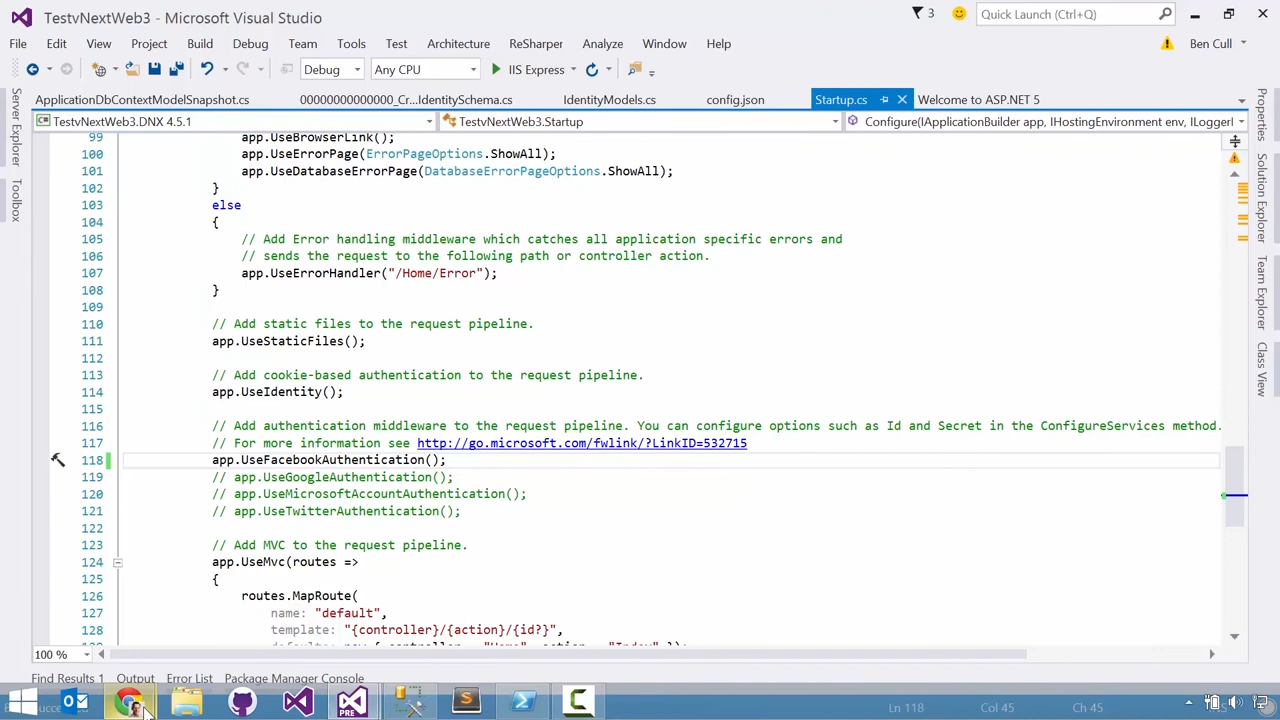 TestvNextWeb3 - Microsoft Visual Studio
3
Quick Launch (Ctrl+Q)
File Edit View Project Build Debug Team Tools Test Architecture ReSharper Analyze Window Help
Ben Cull
Debug Any CPU IIS Express
ApplicationDbContextModelSnapshot.cs 00000000000000_Cr...IdentitySchema.cs IdentityModels.cs config.json Startup.cs Welcome to ASP.NET 5
TestvNextWeb3.DNX 4.5.1 TestvNextWeb3.Startup Configure(IApplicationBuilder app, IHostingEnvironment env, ILoggerl
Server Explorer
Toolbox
99 app.UseBrowserLink();
100 app.UseErrorPage(ErrorPageOptions.ShowAll);
101 app.UseDatabaseErrorPage(DatabaseErrorPageOptions.ShowAll);
102 }
103 else
104 {
105 // Add Error handling middleware which catches all application specific errors and
106 // sends the request to the following path or controller action.
107 app.UseErrorHandler("/Home/Error");
108 }
109
110 // Add static files to the request pipeline.
111 app.UseStaticFiles();
112
113 // Add cookie-based authentication to the request pipeline.
114 app.UseIdentity();
115
116 // Add authentication middleware to the request pipeline. You can configure options such as Id and Secret in the ConfigureServices method.
117 // For more information see http://go.microsoft.com/fwlink/?LinkID=532715
118 app.UseFacebookAuthentication();
119 // app.UseGoogleAuthentication();
120 // app.UseMicrosoftAccountAuthentication();
121 // app.UseTwitterAuthentication();
122
123 // Add MVC to the request pipeline.
124 app.UseMvc(routes =>
125 {
126 routes.MapRoute(
127 name: "default",
128 template: "{controller}/{action}/{id?}",
Properties
Solution Explorer
Team Explorer
Class View
100 %
Find Results 1 Output Error List Package Manager Console
PRE
Ln 118 Col 45 Ch 45